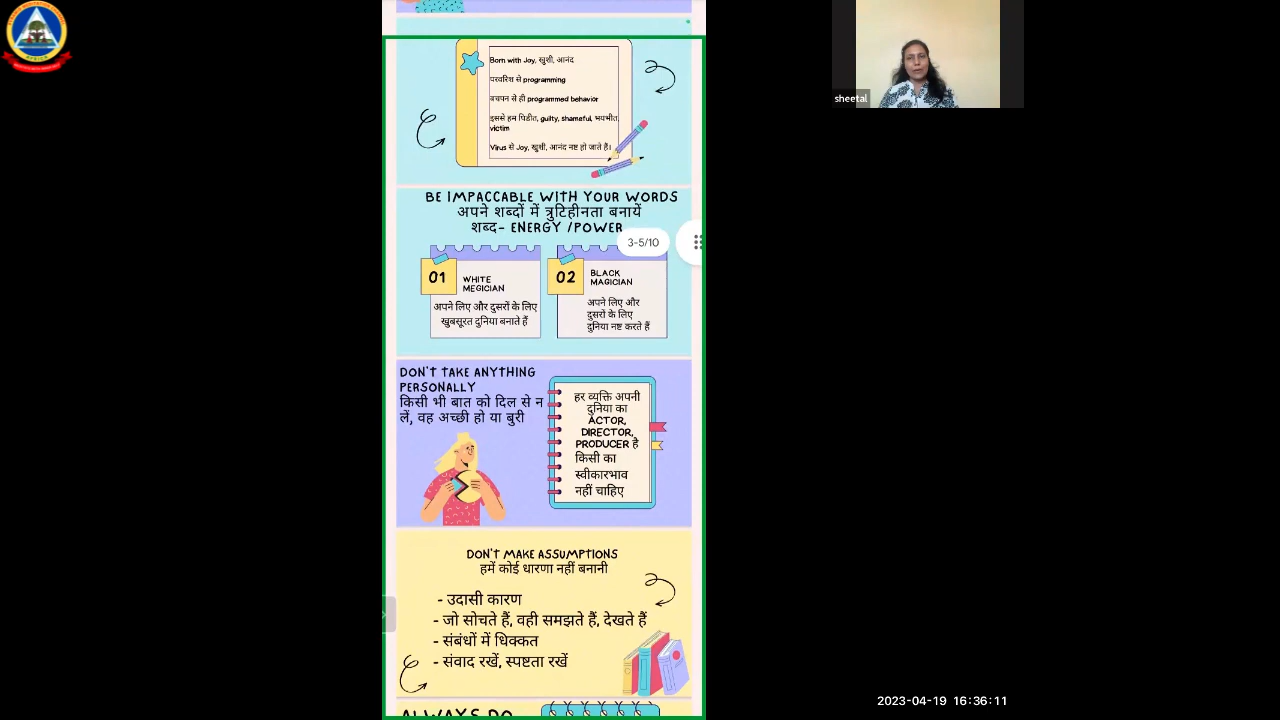 Born with Joy, खुशी, आनंद
परवरिश से programming
बचपन से ही programmed behavior
इससे हम पिडीत, guilty, shameful, भयभीत,
victim
Virus से Joy, खुशी, आनंद नष्ट हो जाते हैं।
BE IMPACCABLE WITH YOUR WORDS
अपने शब्दों में त्रुटिहीनता बनायें
शब्द- ENERGY /POWER
3-5/10
01
WHITE
MEGICIAN
अपने लिए और दुसरों के लिए
खुबसूरत दुनिया बनाते हैं
02
BLACK
MAGICIAN
अपने लिए और
दुसरों के लिए
दुनिया नष्ट करते हैं
DON'T TAKE ANYTHING
PERSONALLY
किसी भी बात को दिल से न
लें, वह अच्छी हो या बुरी
हर व्यक्ति अपनी
दुनिया का
ACTOR,
DIRECTOR,
PRODUCER है
किसी का
स्वीकारभाव
नहीं चाहिए
DON'T MAKE ASSUMPTIONS
हमें कोई धारणा नहीं बनानी
- उदासी कारण
- जो सोचते हैं, वही समझते हैं, देखते हैं
- संबंधों में धिक्कत
- संवाद रखें, स्पष्टता रखें
ALWAYS DO
sheetal
2023-04-19 16:36:11